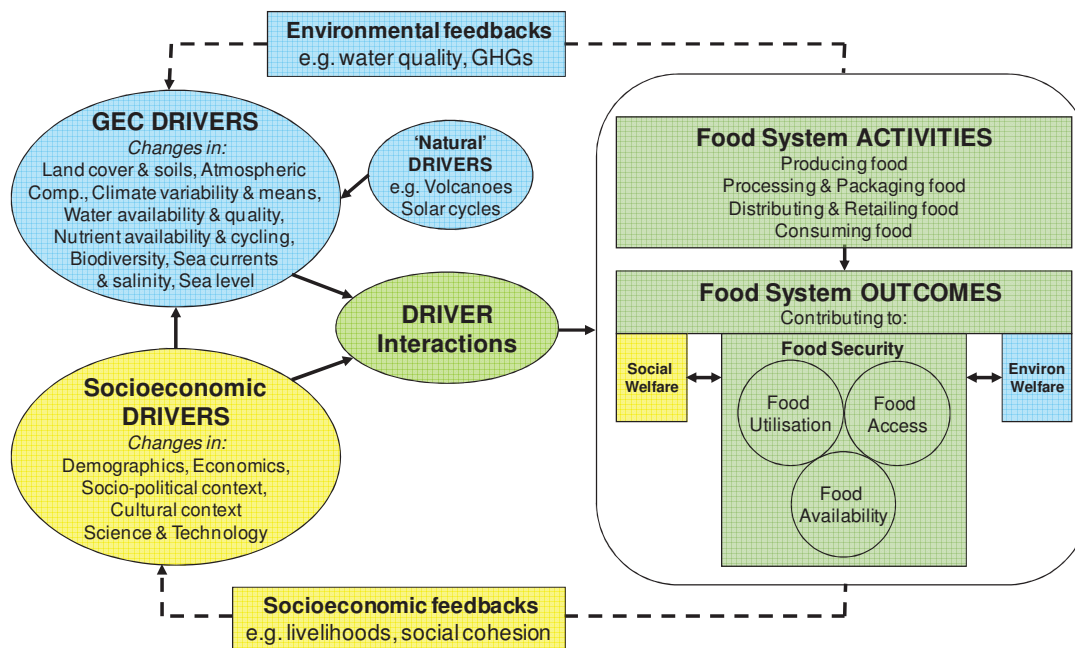 Environmental feedbacks
e.g. water quality, GHGs
GEC DRIVERS
Changes in:
Land cover & soils, Atmospheric
Comp., Climate variability & means,
Water availability & quality,
Nutrient availability & cycling,
Biodiversity, Sea currents
& salinity, Sea level
'Natural'
DRIVERS
e.g. Volcanoes
Solar cycles
DRIVER
Interactions
Socioeconomic
DRIVERS
Changes in:
Demographics, Economics,
Socio-political context,
Cultural context
Science & Technology
Socioeconomic feedbacks
e.g. livelihoods, social cohesion
Food System ACTIVITIES
Producing food
Processing & Packaging food
Distributing & Retailing food
Consuming food
Food System OUTCOMES
Contributing to:
Social
Welfare
Food Security
Food
Utilisation
Food
Access
Food
Availability
Environ
Welfare